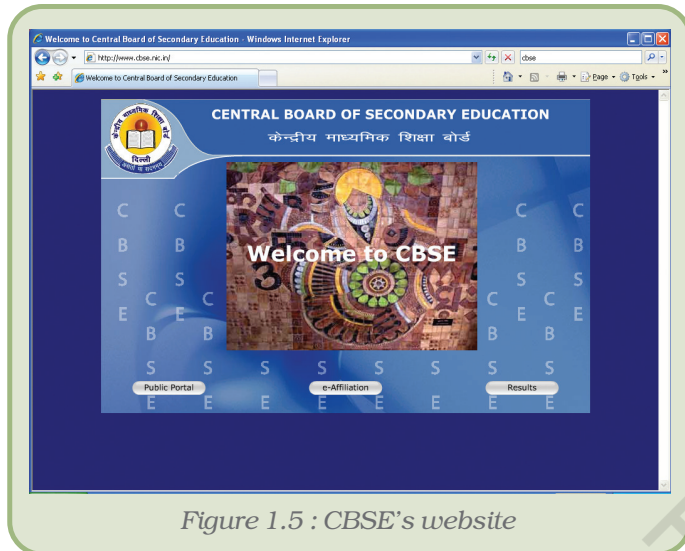 Welcome to Central Board of Secondary Education - Windows Internet Explorer
http://www.cbse.nic.in/
cbse
Welcome to Central Board of Secondary Education
Page
Tools
CENTRAL BOARD OF SECONDARY EDUCATION
केन्द्रीय माध्यमिक शिक्षा बोर्ड
केन्द्रीय माध्यमिक शिक्षा बोर्ड
दिल्ली
Welcome to CBSE
C C C C
B B B B
S S S S
C C C C
E E E E
B B B B
S S S S S S S S
Public Portal e-Affiliation Results
E E E E E E E E
Figure 1.5 : CBSE's website